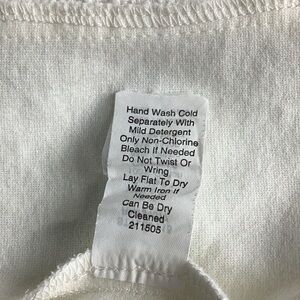 Hand Wash Cold
Separately With
Mild Detergent
Only Non-Chlorine
Bleach If Needed
Do Not Twist Or
Wring
Lay Flat To Dry
Warm Iron If
Needed
Can Be Dry
Cleaned
211505